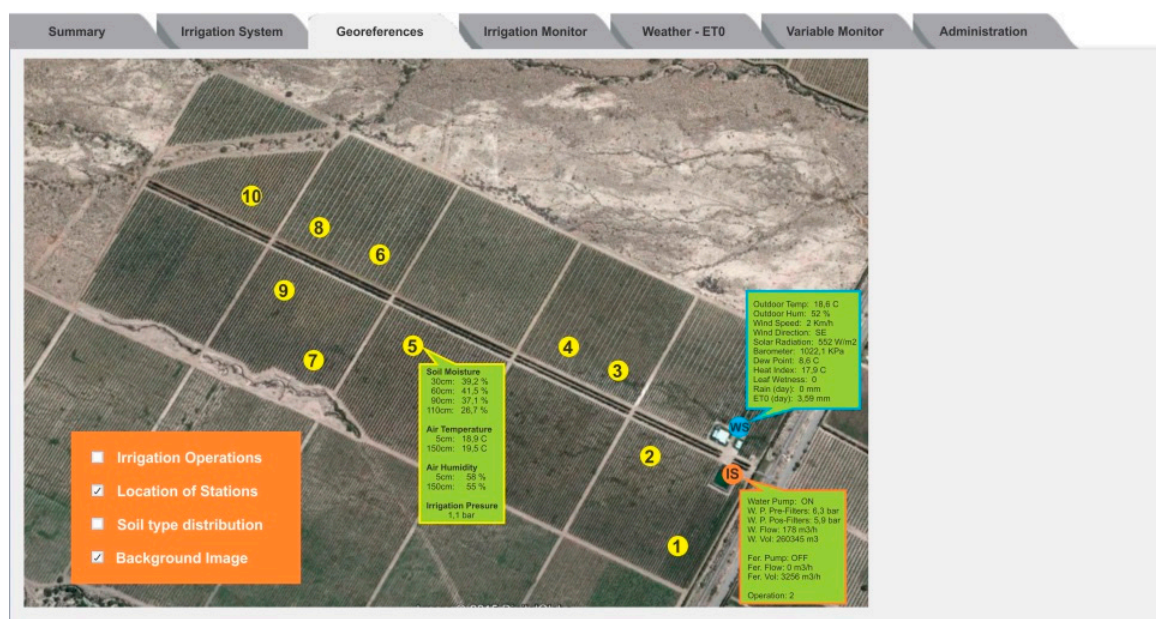 Summary
Irrigation System
Georeferences
Irrigation Monitor
Weather - ET0
Variable Monitor
Administration
10
8
6
9
5
7
4
3
2
1
Soil Moisture
30cm: 39,2 %
60cm: 41,5 %
90cm: 37,1 %
110cm: 26,7 %
Air Temperature
5cm: 18,9 C
150cm: 19,5 C
Air Humidity
5cm: 58 %
150cm: 55 %
Irrigation Presure
1,1 bar
Outdoor Temp: 18,6 C
Outdoor Hum: 52 %
Wind Speed: 2 Km/h
Wind Direction: SE
Solar Radiation: 552 W/m2
Barometer: 1022,1 KPa
Dew Point: 8,6 C
Heat Index: 17,9 C
Leaf Wetness: 0
Rain (day): 0 mm
ET0 (day): 3,59 mm
WS
IS
Water Pump: ON
W. P. Pre-Filters: 6,3 bar
W. P. Pos-Filters: 5,9 bar
W. Flow: 178 m3/h
W. Vol: 260345 m3
Fer. Pump: OFF
Fer. Flow: 0 m3/h
Fer. Vol: 3256 m3/h
Operation: 2
Irrigation Operations
Location of Stations
Soil type distribution
Background Image